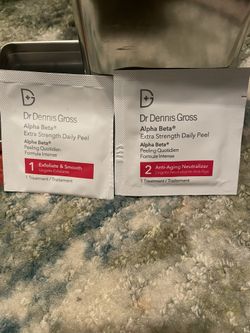 Dr Dennis Gross
Alpha Beta®
Extra Strength Daily Peel
Alpha Beta®
Peeling Quotidien
Formule Intense
1 Exfoliate & Smooth
Lingette Exfoliante
1 Treatment / Traitement
Dr Dennis Gross
Alpha Beta®
Extra Strength Daily Peel
Alpha Beta®
Peeling Quotidien
Formule Intense
2 Anti-Aging Neutralizer
1 Treatment / Traitement